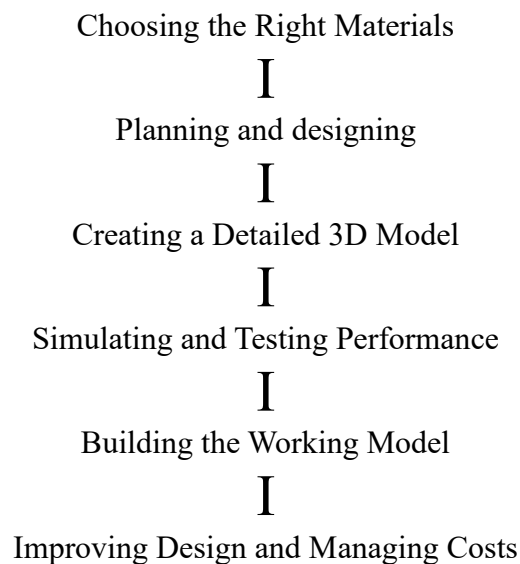 Choosing the Right Materials
I
Planning and designing
I
Creating a Detailed 3D Model
I
Simulating and Testing Performance
I
Building the Working Model
I
Improving Design and Managing Costs